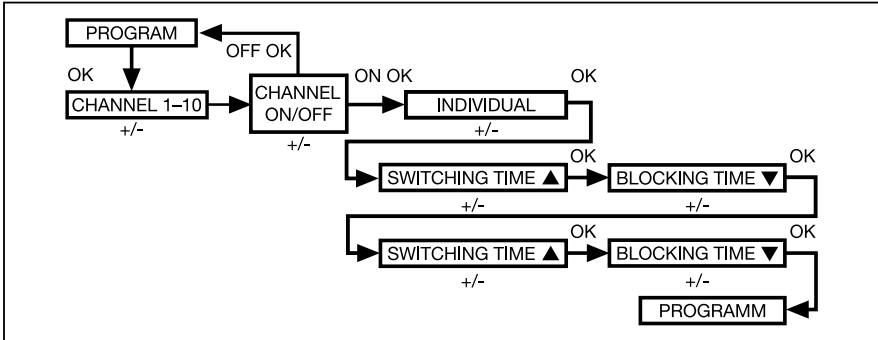 PROGRAM
OFF OK
OK
ON OK
OK
CHANNEL 1–10
CHANNEL
ON/OFF
INDIVIDUAL
+/-
+/-
+/-
OK
OK
SWITCHING TIME ▲
BLOCKING TIME ▼
+/-
+/-
OK
OK
SWITCHING TIME ▲
BLOCKING TIME ▼
+/-
+/-
PROGRAMM